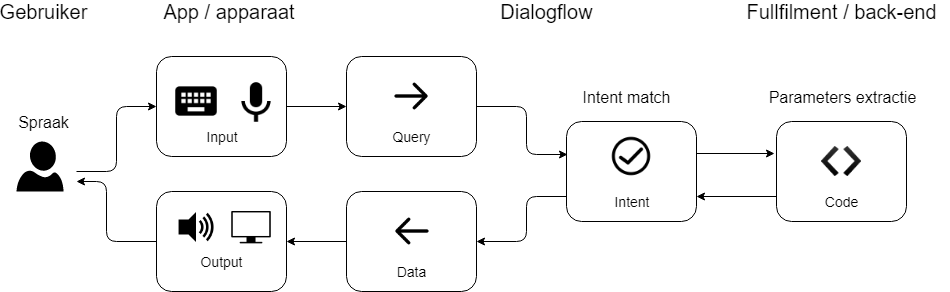 Gebruiker
App / apparaat
Dialogflow
Fullfilment / back-end
Spraak
Input
Query
Intent match
Parameters extractie
Intent
Code
Output
Data